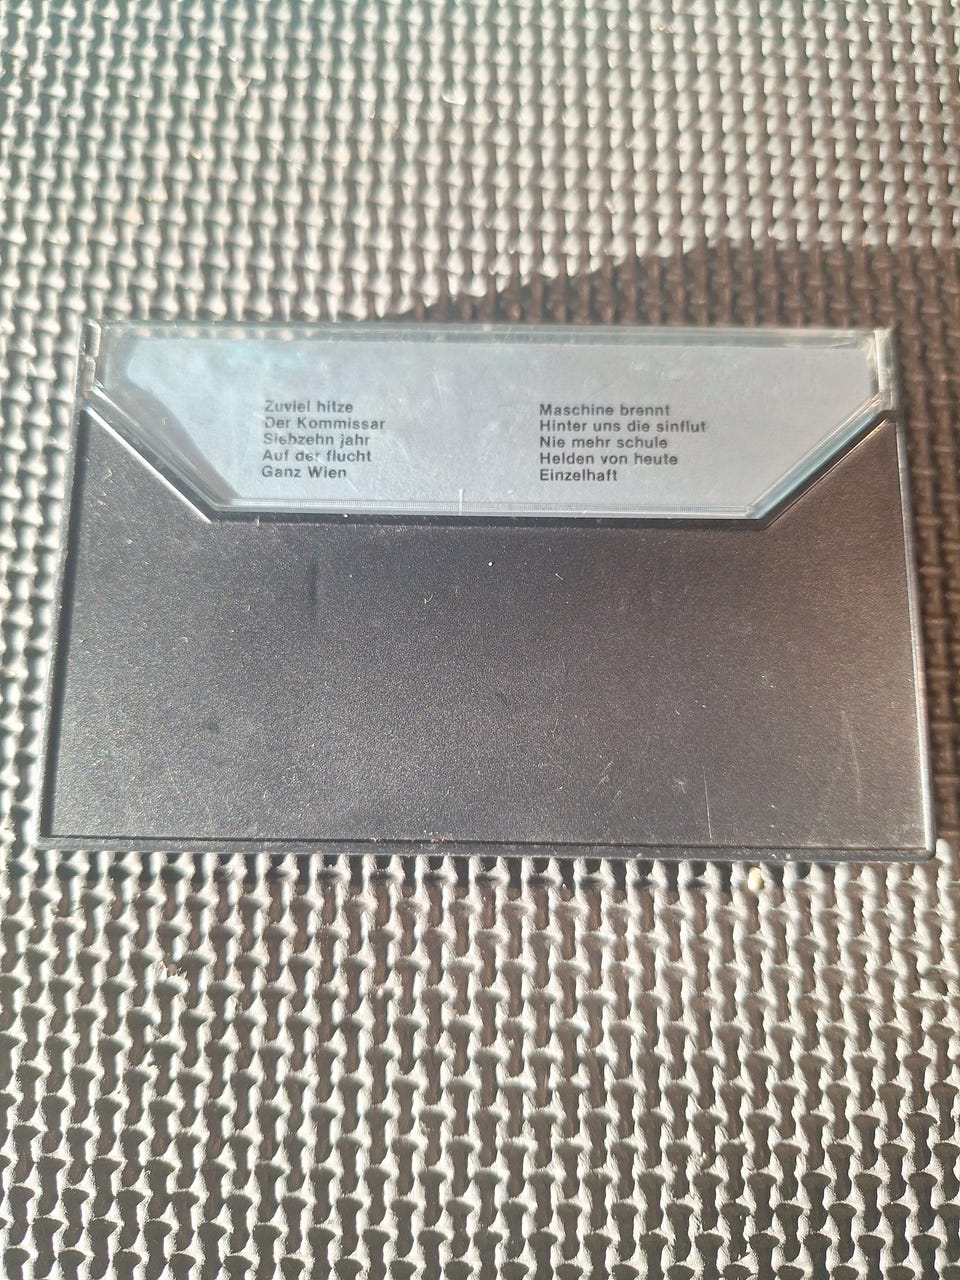 Zuviel hitze
Der Kommissar
Siebzehn jahr
Auf der flucht
Ganz Wien
Maschine brennt
Hinter uns die sinflut
Nie mehr schule
Helden von heute
Einzelhaft